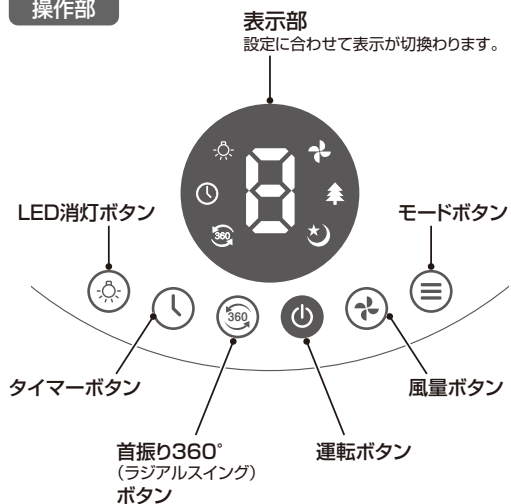 操作部
表示部
設定に合わせて表示が切換わります。
8
360
LED消灯ボタン
モードボタン
360
タイマーボタン
風量ボタン
首振り360°
（ラジアルスイング）
ボタン
運転ボタン